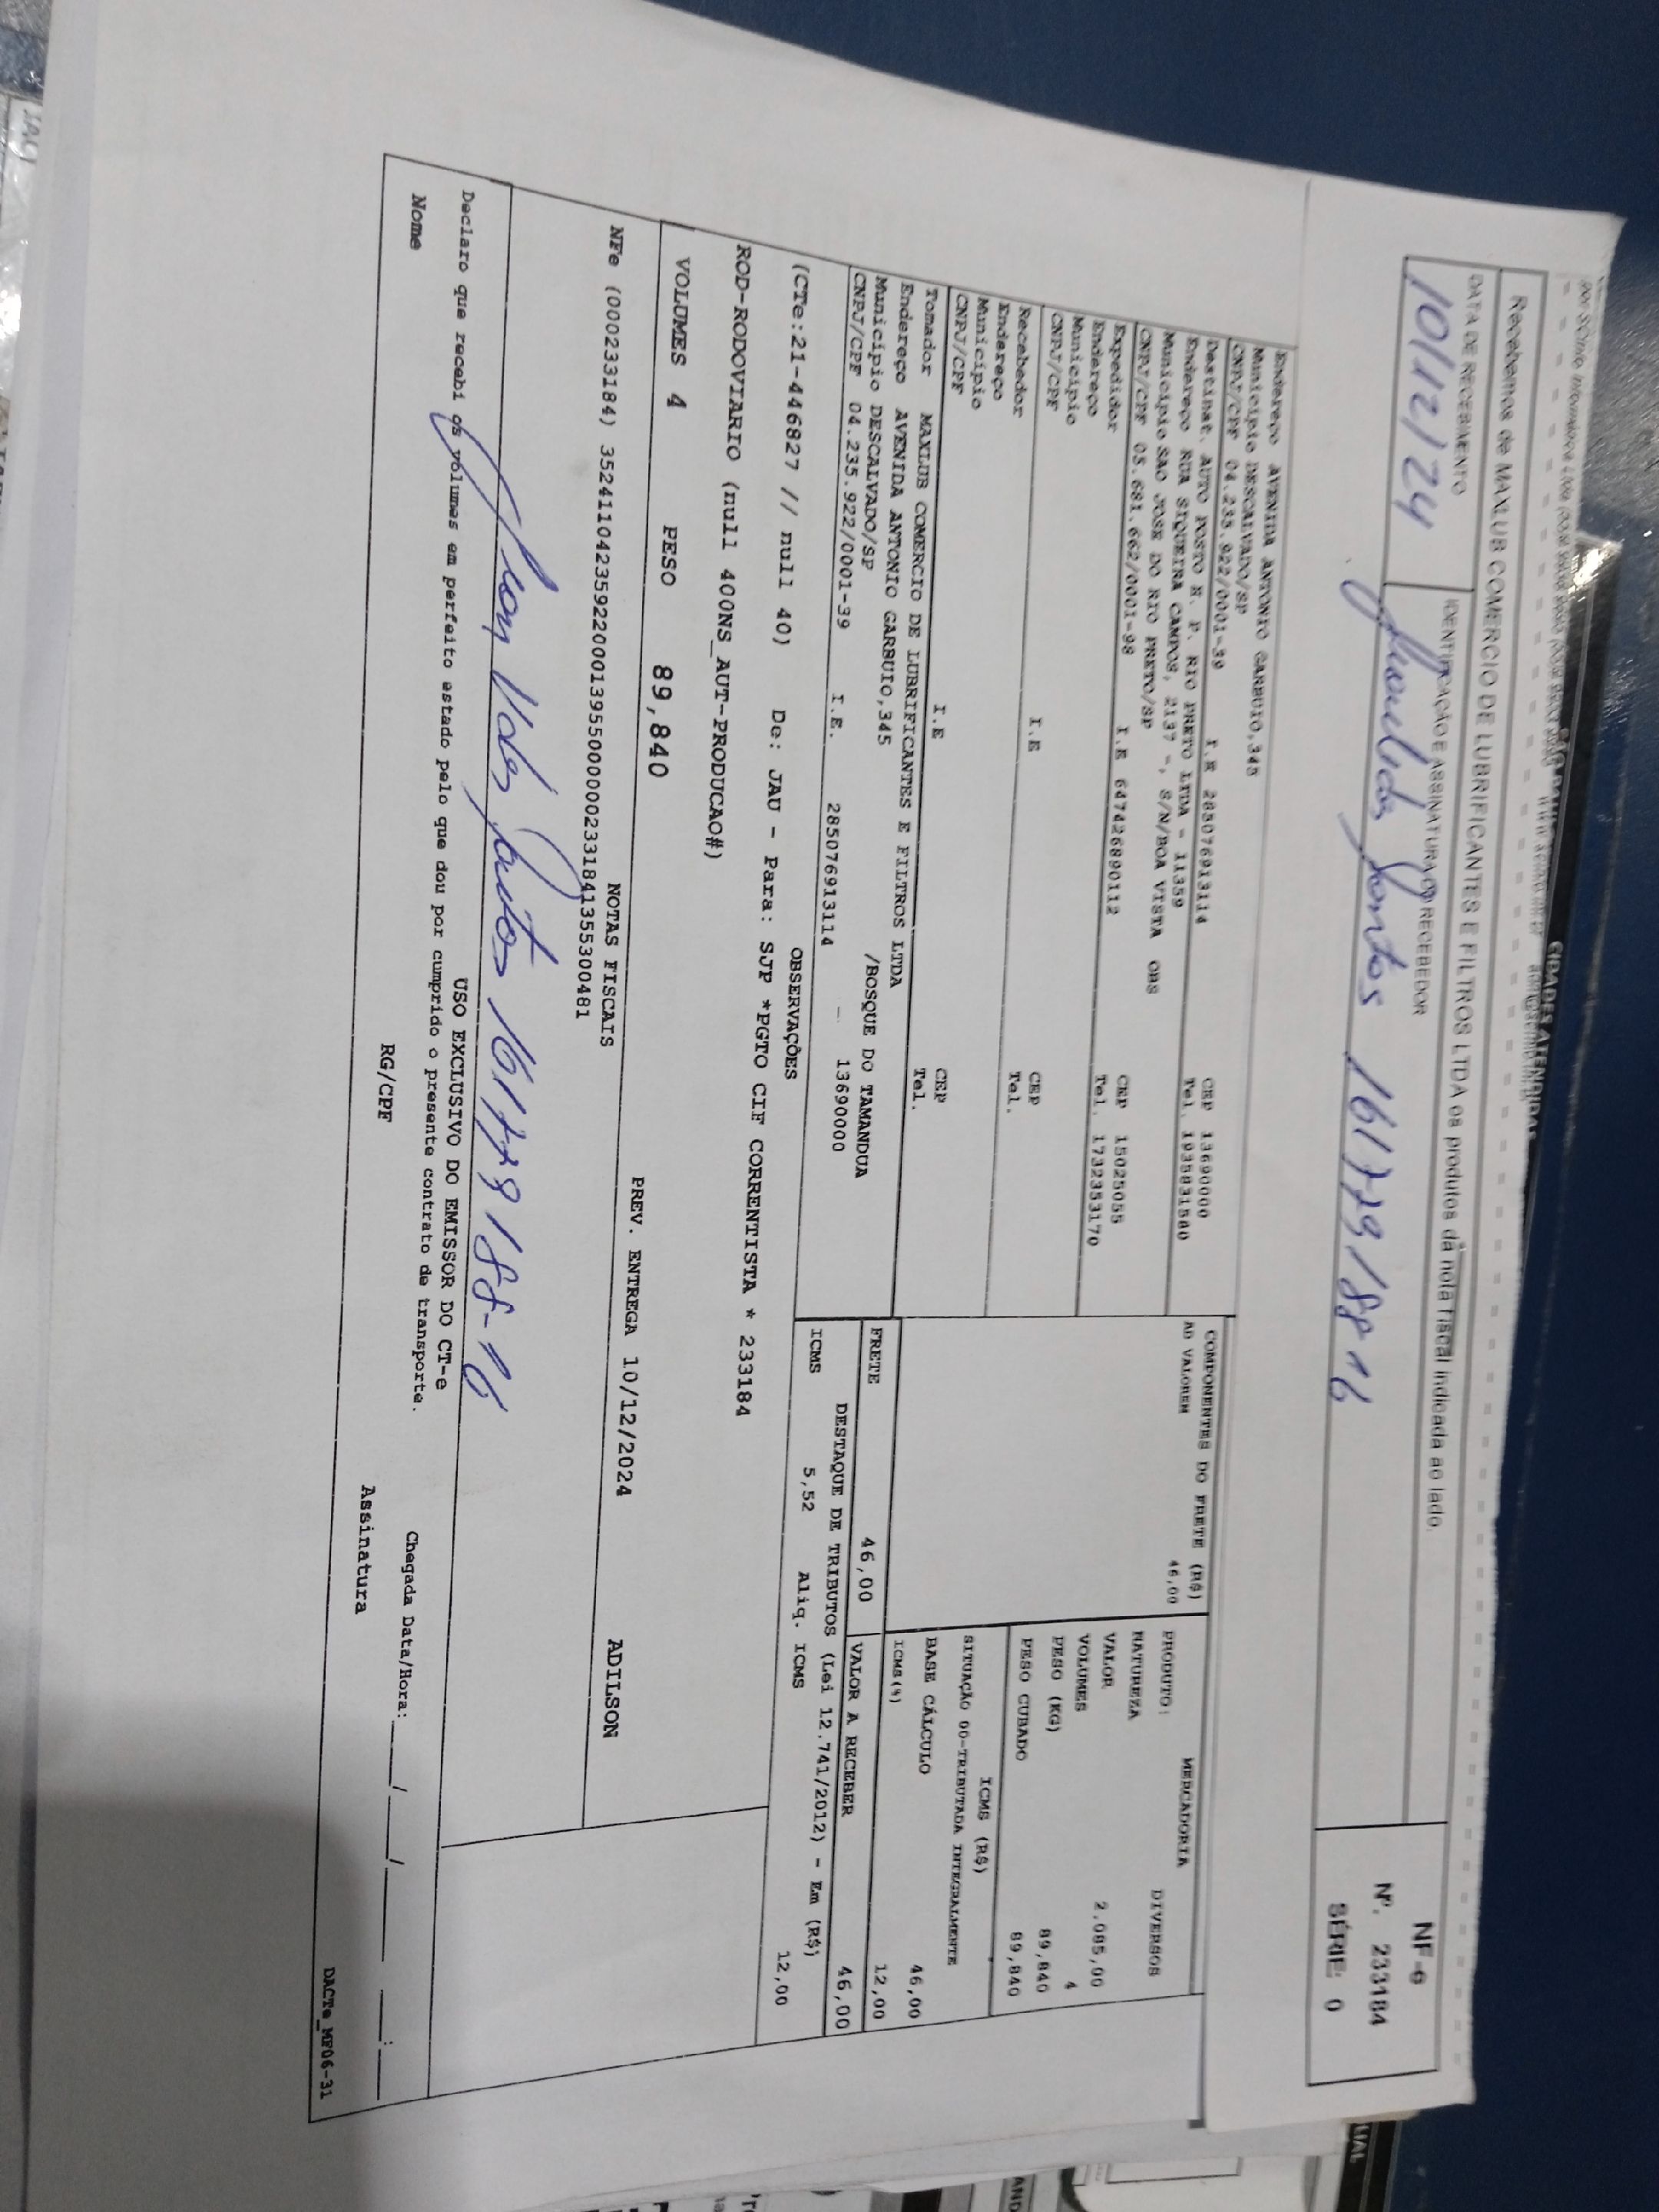 Recebemos de MAXLUB COMERCIO DE LUBRIFICANTES E FILTROS LTDA os produtos da nota fiscal indicada ao lado.
DATA DE RECEBIMENTO
IDENTIFICAÇÃO E ASSINATURA DO RECEBEDOR
10/12/24
Santos 161729188 16
NF-e
Nº. 233184
SÉRIE: 0
Endereço AVENIDA ANTONIO GARBUIO,345
Município DESCALVADO/SP
CNPJ/CPF 04.235.922/0001-39 I.E 285076913114 CEP 13690000
Destinat. AUTO POSTO R. P. RIO PRETO LTDA - 11359 Tel. 1935831580
Endereço RUA SIQUEIRA CAMPOS, 2137 -, S/N/BOA VISTA OBS
Município SAO JOSE DO RIO PRETO/SP CEP 15025055
CNPJ/CPF 05.681.662/0001-98 I.E 647426890112 Tel. 1732353170
Expedidor
Endereço
Município CEP
CNPJ/CPF I.E Tel.
Recebedor
Endereço
Município CEP
CNPJ/CPF I.E Tel.
Tomador MAXLUB COMERCIO DE LUBRIFICANTES E FILTROS LTDA
Endereço AVENIDA ANTONIO GARBUIO,345 /BOSQUE DO TAMANDUA
Município DESCALVADO/SP
CNPJ/CPF 04.235.922/0001-39 I.E. 285076913114 - 13690000
COMPONENTES DO FRETE (R$)
AD VALOREM 46,00
MERCADORIA
PRODUTO: DIVERSOS
NATUREZA
VALOR 2.085,00
VOLUMES 4
PESO (KG) 89,840
PESO CUBADO 89,840
ICMS (R$)
SITUAÇÃO 00-TRIBUTADA INTEGRALMENTE
BASE CÁLCULO 46,00
ICMS(%) 12,00
FRETE 46,00
VALOR A RECEBER 46,00
DESTAQUE DE TRIBUTOS (Lei 12.741/2012) - Em (R$)
ICMS 5,52 Aliq. ICMS 12,00
OBSERVAÇÕES
(CTe:21-446827 // null 40) De: JAU - Para: SJP *PGTO CIF CORRENTISTA * 233184
ROD-RODOVIARIO (null 400NS_AUT-PRODUCAO#)
VOLUMES 4 PESO 89,840 PREV. ENTREGA 10/12/2024 ADILSON
NOTAS FISCAIS
NFe (000233184) 35241104235922000139550000002331841355300481
Santos 161779188-16
USO EXCLUSIVO DO EMISSOR DO CT-e
Declaro que recebi os volumes em perfeito estado pelo que dou por cumprido o presente contrato de transporte.
Chegada Data/Hora: ____/____/____ ___:___
Nome RG/CPF Assinatura
DACTe_MF06-31